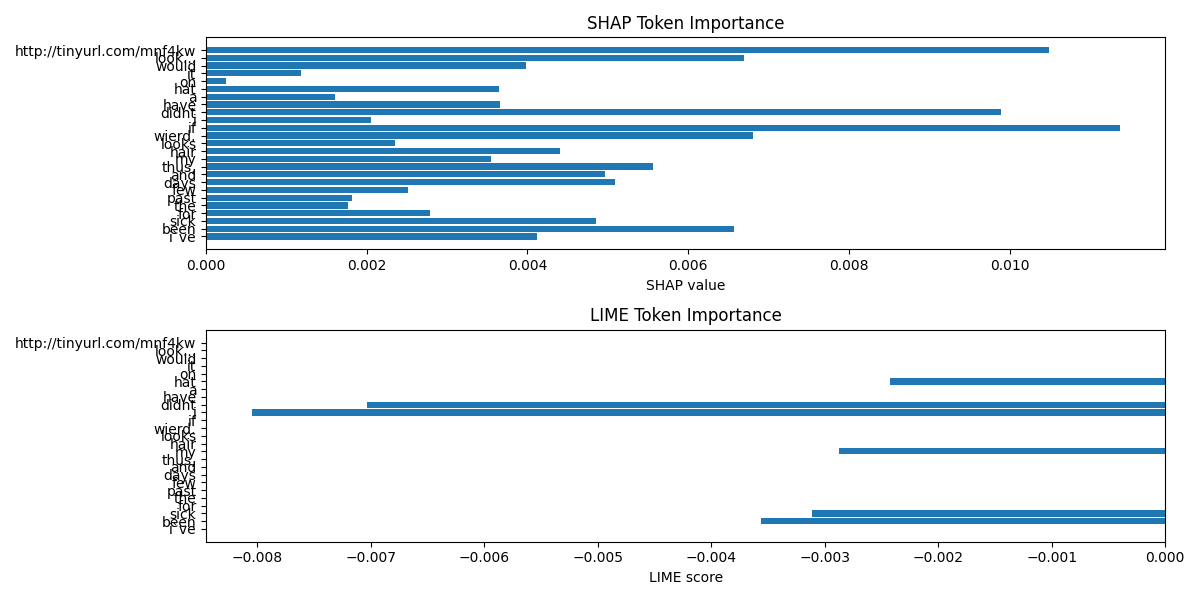 SHAP Token Importance
http://tinyurl.com/mnf4kw
look...
would
it
on
hat
a
have
didnt
i
if
wierd,
looks
hair
my
thus,
and
days
few
past
the
for
sick
been
i've
0.000 0.002 0.004 0.006 0.008 0.010
SHAP value
LIME Token Importance
http://tinyurl.com/mnf4kw
look...
would
it
on
hat
a
have
didnt
i
if
wierd,
looks
hair
my
thus,
and
days
few
past
the
for
sick
been
i've
−0.008 −0.007 −0.006 −0.005 −0.004 −0.003 −0.002 −0.001 0.000
LIME score